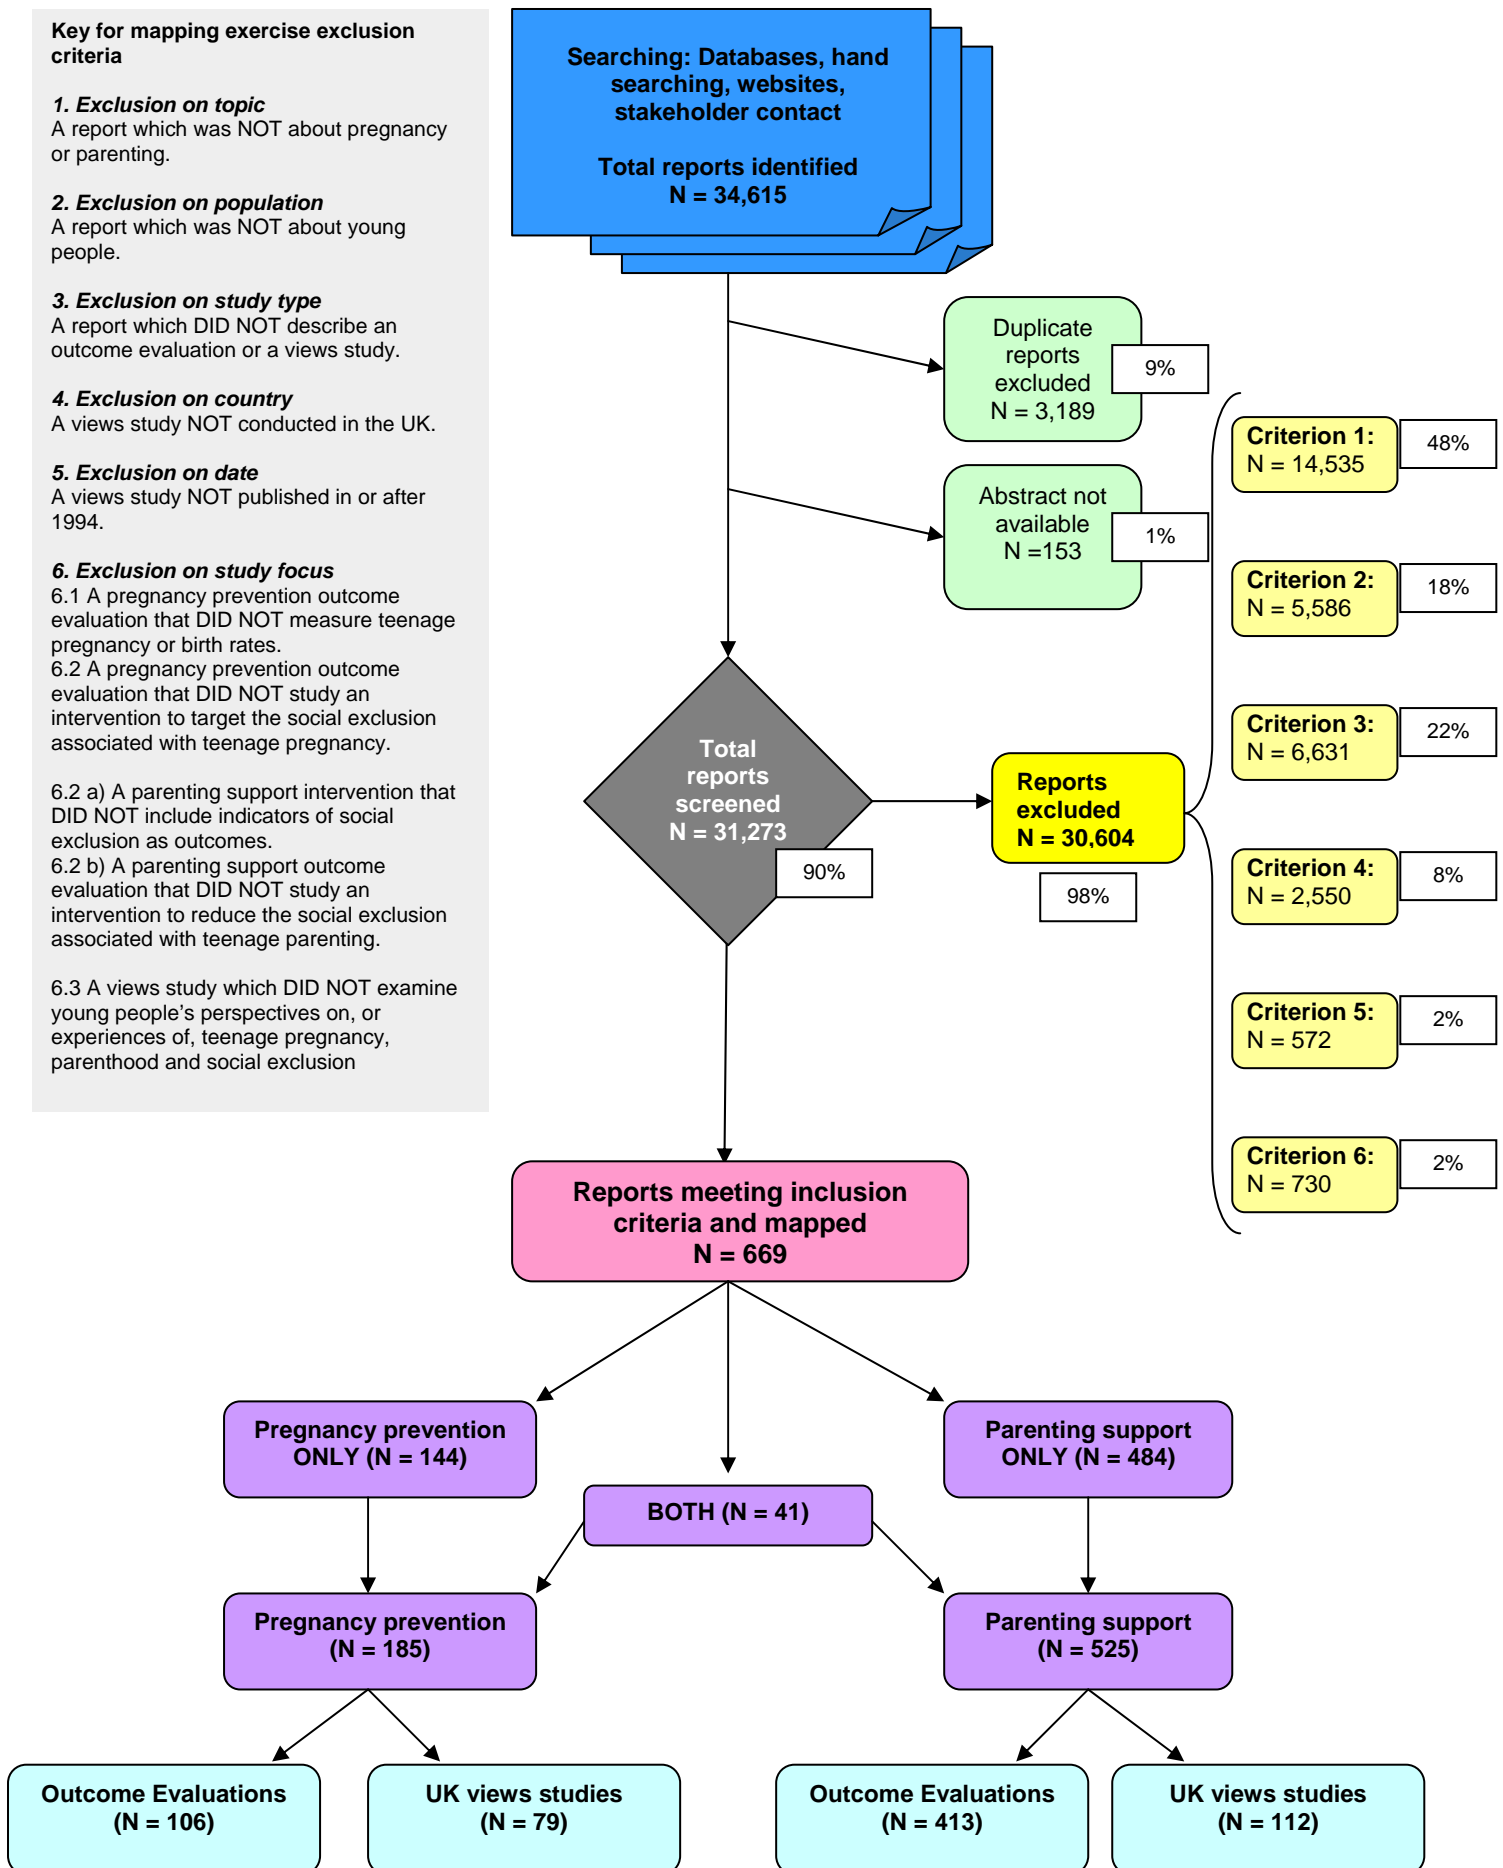 Key for mapping exercise exclusion
criteria
1. Exclusion on topic
A report which was NOT about pregnancy
or parenting.
2. Exclusion on population
A report which was NOT about young
people.
3. Exclusion on study type
A report which DID NOT describe an
outcome evaluation or a views study.
4. Exclusion on country
A views study NOT conducted in the UK.
5. Exclusion on date
A views study NOT published in or after
1994.
6. Exclusion on study focus
6.1 A pregnancy prevention outcome
evaluation that DID NOT measure teenage
pregnancy or birth rates.
6.2 A pregnancy prevention outcome
evaluation that DID NOT study an
intervention to target the social exclusion
associated with teenage pregnancy.
6.2 a) A parenting support intervention that
DID NOT include indicators of social
exclusion as outcomes.
6.2 b) A parenting support outcome
evaluation that DID NOT study an
intervention to reduce the social exclusion
associated with teenage parenting.
6.3 A views study which DID NOT examine
young people's perspectives on, or
experiences of, teenage pregnancy,
parenthood and social exclusion
Searching: Databases, hand
searching, websites,
stakeholder contact
Total reports identified
N = 34,615
Duplicate
reports
excluded
N = 3,189
9%
Abstract not
available
N =153
1%
Total
reports
screened
N = 31,273
90%
Reports
excluded
N = 30,604
98%
Criterion 1:
N = 14,535
48%
Criterion 2:
N = 5,586
18%
Criterion 3:
N = 6,631
22%
Criterion 4:
N = 2,550
8%
Criterion 5:
N = 572
2%
Criterion 6:
N = 730
2%
Reports meeting inclusion
criteria and mapped
N = 669
Pregnancy prevention
ONLY (N = 144)
BOTH (N = 41)
Parenting support
ONLY (N = 484)
Pregnancy prevention
(N = 185)
Parenting support
(N = 525)
Outcome Evaluations
(N = 106)
UK views studies
(N = 79)
Outcome Evaluations
(N = 413)
UK views studies
(N = 112)